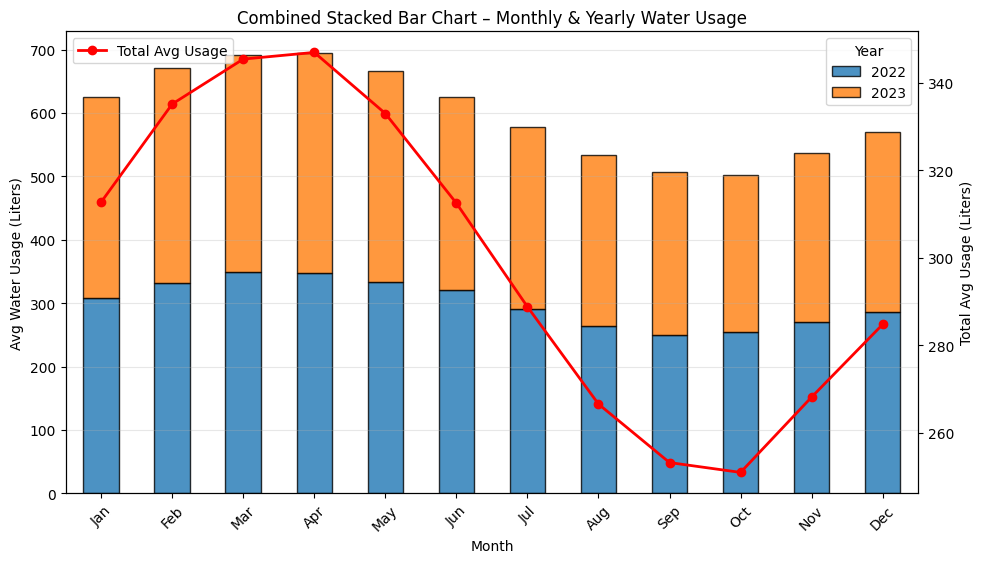 Combined Stacked Bar Chart – Monthly & Yearly Water Usage
Total Avg Usage
Year
2022
2023
Avg Water Usage (Liters)
700
600
500
400
300
200
100
0
340
320
300
280
260
Total Avg Usage (Liters)
Jan
Feb
Mar
Apr
May
Jun
Jul
Aug
Sep
Oct
Nov
Dec
Month